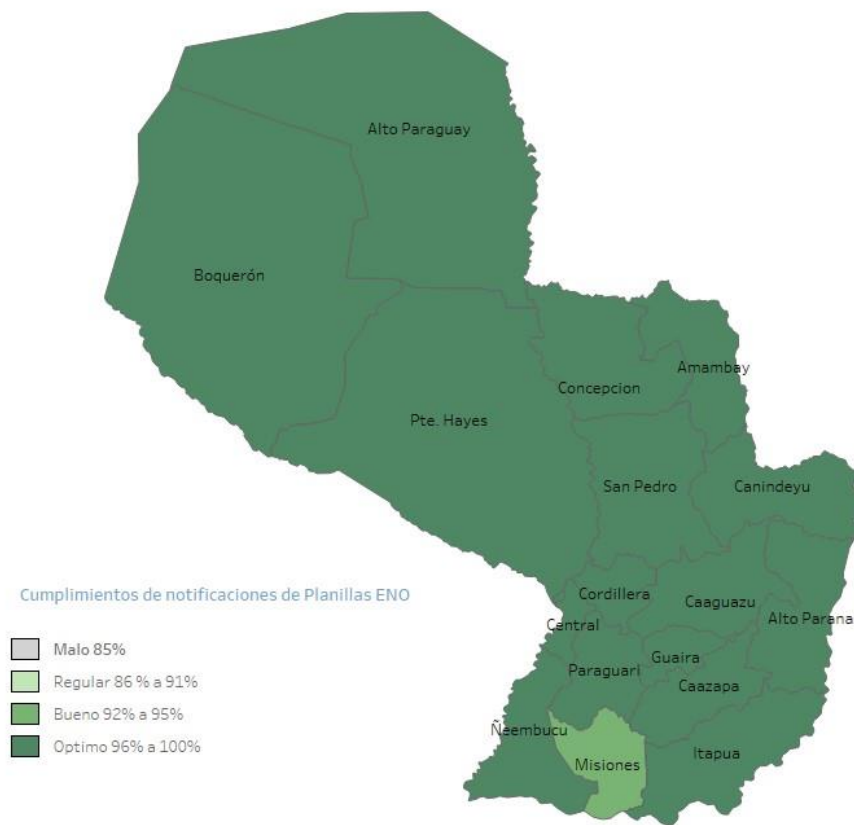 Alto Paraguay
Boquerón
Amambay
Concepcion
Pte. Hayes
San Pedro
Canindeyu
Cordillera
Caaguazu
Central
Alto Parana
Guaira
Paraguari
Caazapa
Ñeembucu
Itapua
Misiones
Cumplimientos de notificaciones de Planillas ENO
Malo 85%
Regular 86 % a 91%
Bueno 92% a 95%
Optimo 96% a 100%